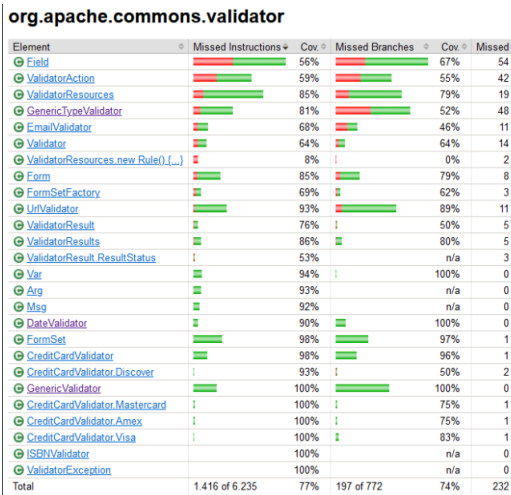 org.apache.commons.validator
Element Missed Instructions Cov. Missed Branches Cov. Missed
Field 56% 67% 54
ValidatorAction 59% 55% 42
ValidatorResources 85% 79% 19
GenericTypeValidator 81% 52% 48
EmailValidator 68% 46% 11
Validator 64% 64% 14
ValidatorResources.new Rule() {...} 8% 0% 2
Form 85% 79% 8
FormSetFactory 69% 62% 3
UrlValidator 93% 89% 11
ValidatorResult 76% 50% 5
ValidatorResults 86% 80% 5
ValidatorResult.ResultStatus 53% n/a 3
Var 94% 100% 0
Arg 93% n/a 0
Msg 92% n/a 0
DateValidator 90% 100% 0
FormSet 98% 97% 1
CreditCardValidator 98% 96% 1
CreditCardValidator.Discover 93% 50% 2
GenericValidator 100% 100% 0
CreditCardValidator.Mastercard 100% 75% 1
CreditCardValidator.Amex 100% 75% 1
CreditCardValidator.Visa 100% 83% 1
ISBNValidator 100% n/a 0
ValidatorException 100% n/a 0
Total 1.416 of 6.235 77% 197 of 772 74% 232